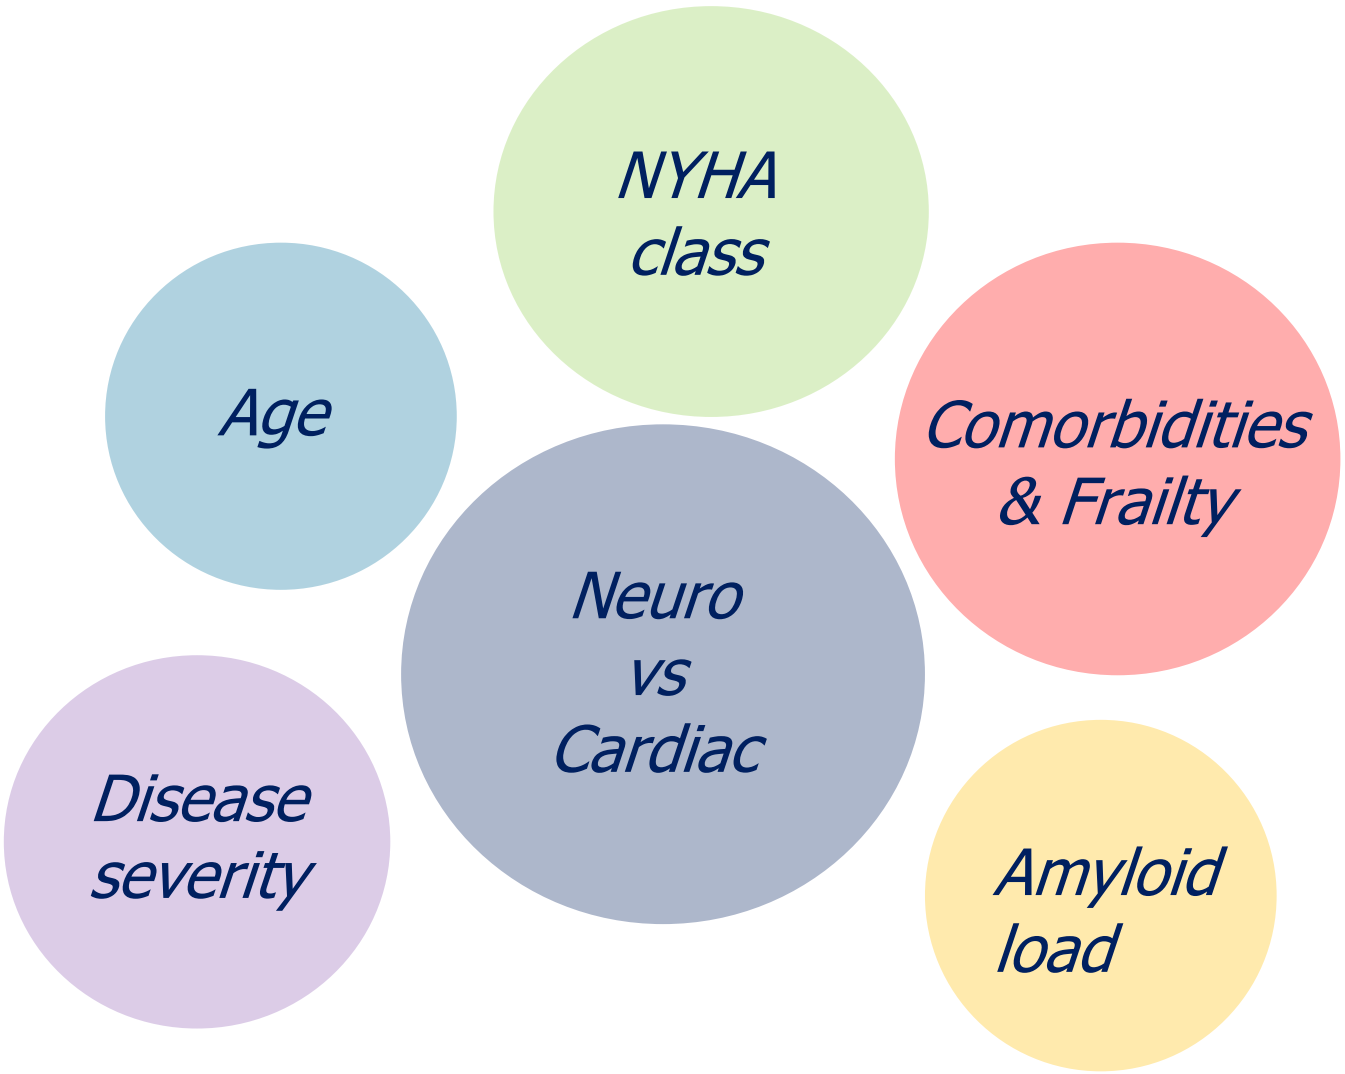 NYHA
class
Age
Comorbidities
& Frailty
Neuro
vs
Cardiac
Disease
severity
Amyloid
load